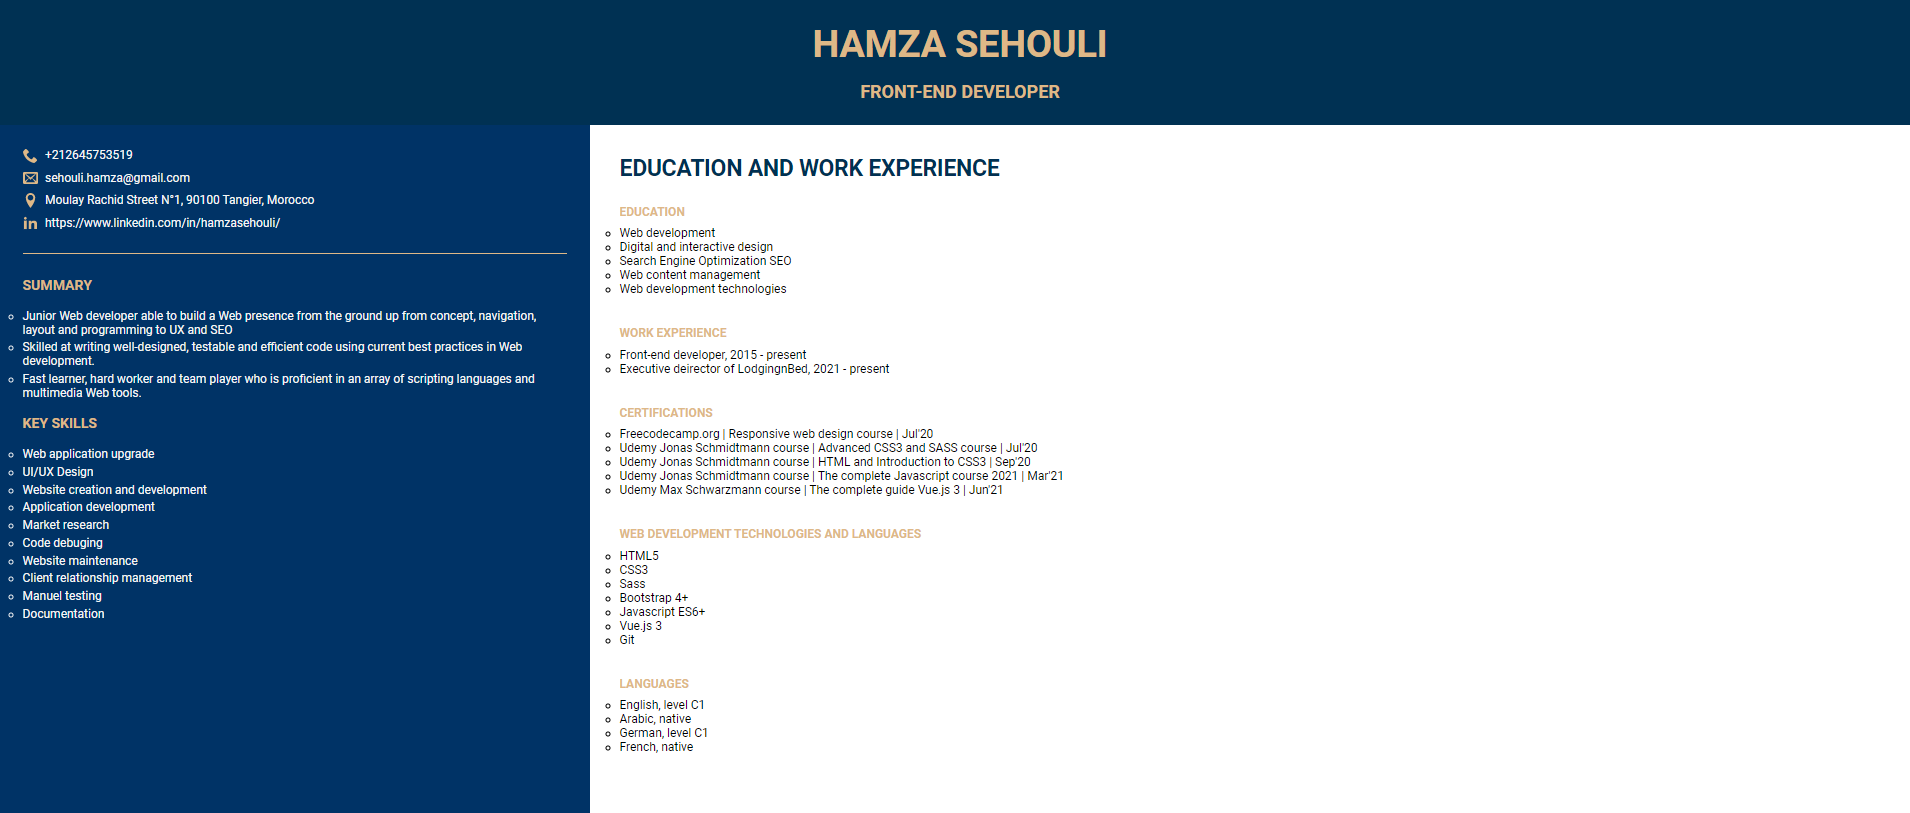 HAMZA SEHOULI
FRONT-END DEVELOPER
+212645753519
sehouli.hamza@gmail.com
Moulay Rachid Street N°1, 90100 Tangier, Morocco
https://www.linkedin.com/in/hamzasehouli/
SUMMARY
Junior Web developer able to build a Web presence from the ground up from concept, navigation,
layout and programming to UX and SEO
Skilled at writing well-designed, testable and efficient code using current best practices in Web
development.
Fast learner, hard worker and team player who is proficient in an array of scripting languages and
multimedia Web tools.
KEY SKILLS
Web application upgrade
UI/UX Design
Website creation and development
Application development
Market research
Code debuging
Website maintenance
Client relationship management
Manuel testing
Documentation
EDUCATION AND WORK EXPERIENCE
EDUCATION
Web development
Digital and interactive design
Search Engine Optimization SEO
Web content management
Web development technologies
WORK EXPERIENCE
Front-end developer, 2015 - present
Executive deirector of LodgingnBed, 2021 - present
CERTIFICATIONS
Freecodecamp.org | Responsive web design course | Jul'20
Udemy Jonas Schmidtmann course | Advanced CSS3 and SASS course | Jul'20
Udemy Jonas Schmidtmann course | HTML and Introduction to CSS3 | Sep'20
Udemy Jonas Schmidtmann course | The complete Javascript course 2021 | Mar'21
Udemy Max Schwarzmann course | The complete guide Vue.js 3 | Jun'21
WEB DEVELOPMENT TECHNOLOGIES AND LANGUAGES
HTML5
CSS3
Sass
Bootstrap 4+
Javascript ES6+
Vue.js 3
Git
LANGUAGES
English, level C1
Arabic, native
German, level C1
French, native